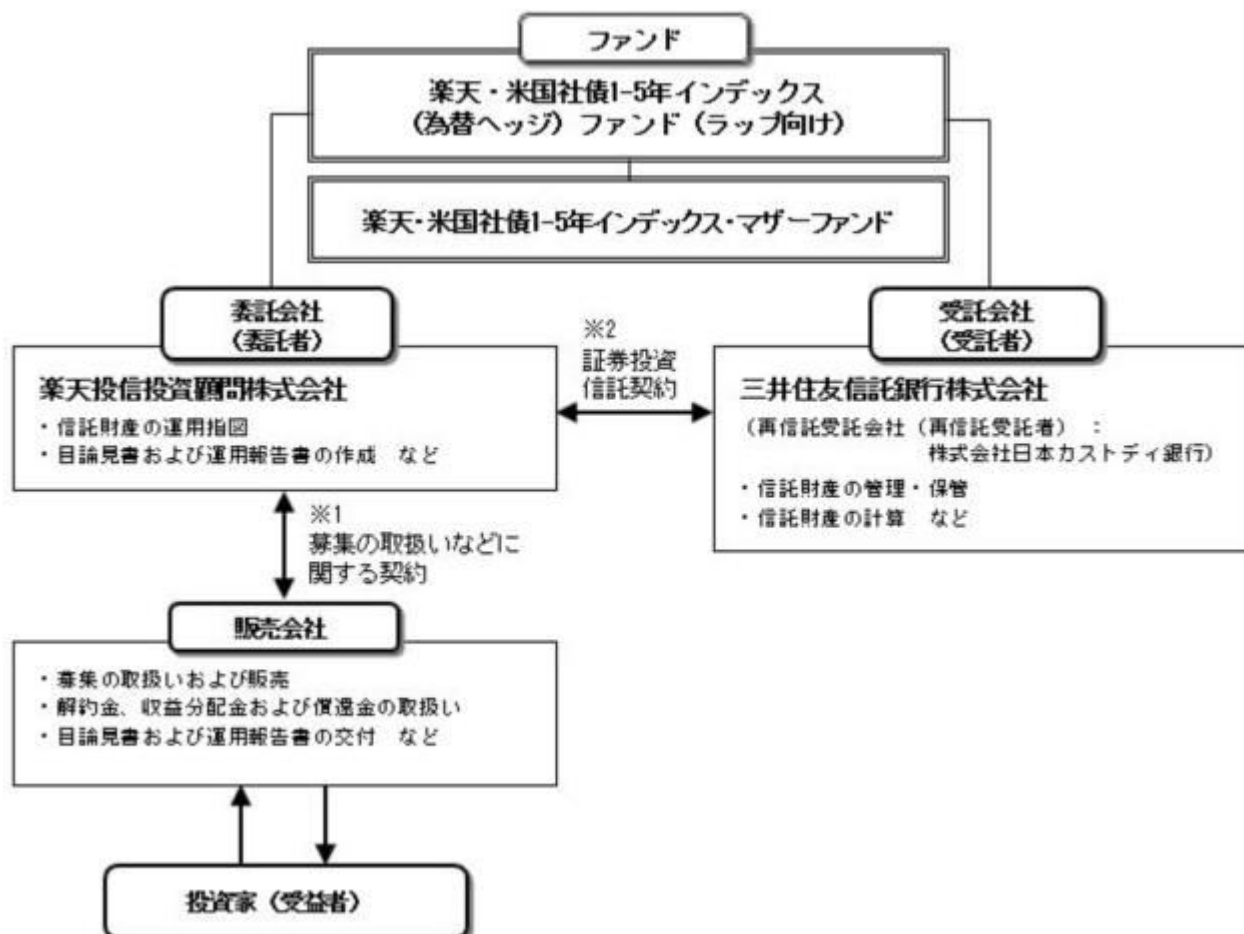 ファンド
楽天・米国社債1-5年インデックス
(為替ヘッジ) ファンド (ラップ向け)
楽天・米国社債1-5年インデックス・マザーファンド
委託会社
(委託者)
楽天投信投資顧問株式会社
・信託財産の運用指図
・目論見書および運用報告書の作成 など
※2
証券投資
信託契約
受託会社
(受託者)
三井住友信託銀行株式会社
(再信託受託会社 (再信託受託者) :
株式会社日本カストディ銀行)
・信託財産の管理・保管
・信託財産の計算 など
※1
募集の取扱いなどに
関する契約
販売会社
・募集の取扱いおよび販売
・解約金、収益分配金および償還金の取扱い
・目論見書および運用報告書の交付 など
投資家 (受益者)